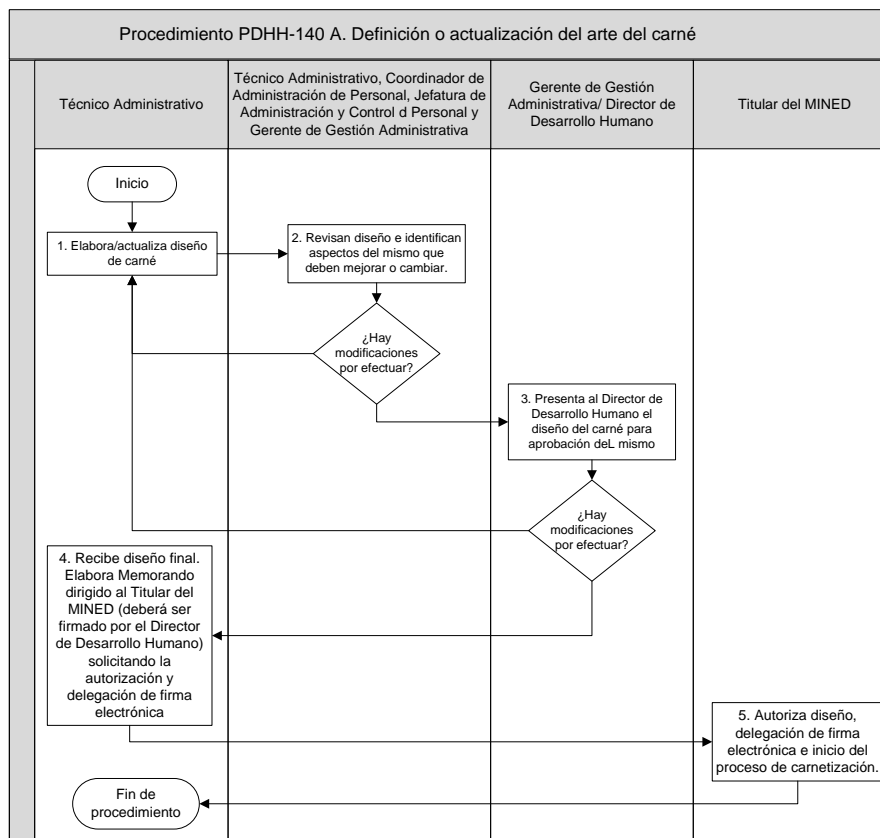 Procedimiento PDHH-140 A. Definición o actualización del arte del carné
Técnico Administrativo
Técnico Administrativo, Coordinador de
Administración de Personal, Jefatura de
Administración y Control d Personal y
Gerente de Gestión Administrativa
Gerente de Gestión
Administrativa/ Director de
Desarrollo Humano
Titular del MINED
Inicio
1. Elabora/actualiza diseño
de carné
2. Revisan diseño e identifican
aspectos del mismo que
deben mejorar o cambiar.
¿Hay
modificaciones
por efectuar?
3. Presenta al Director de
Desarrollo Humano el
diseño del carné para
aprobación deL mismo
¿Hay
modificaciones
por efectuar?
4. Recibe diseño final.
Elabora Memorando
dirigido al Titular del
MINED (deberá ser
firmado por el Director
de Desarrollo Humano)
solicitando la
autorización y
delegación de firma
electrónica
5. Autoriza diseño,
delegación de firma
electrónica e inicio del
proceso de carnetización.
Fin de
procedimiento